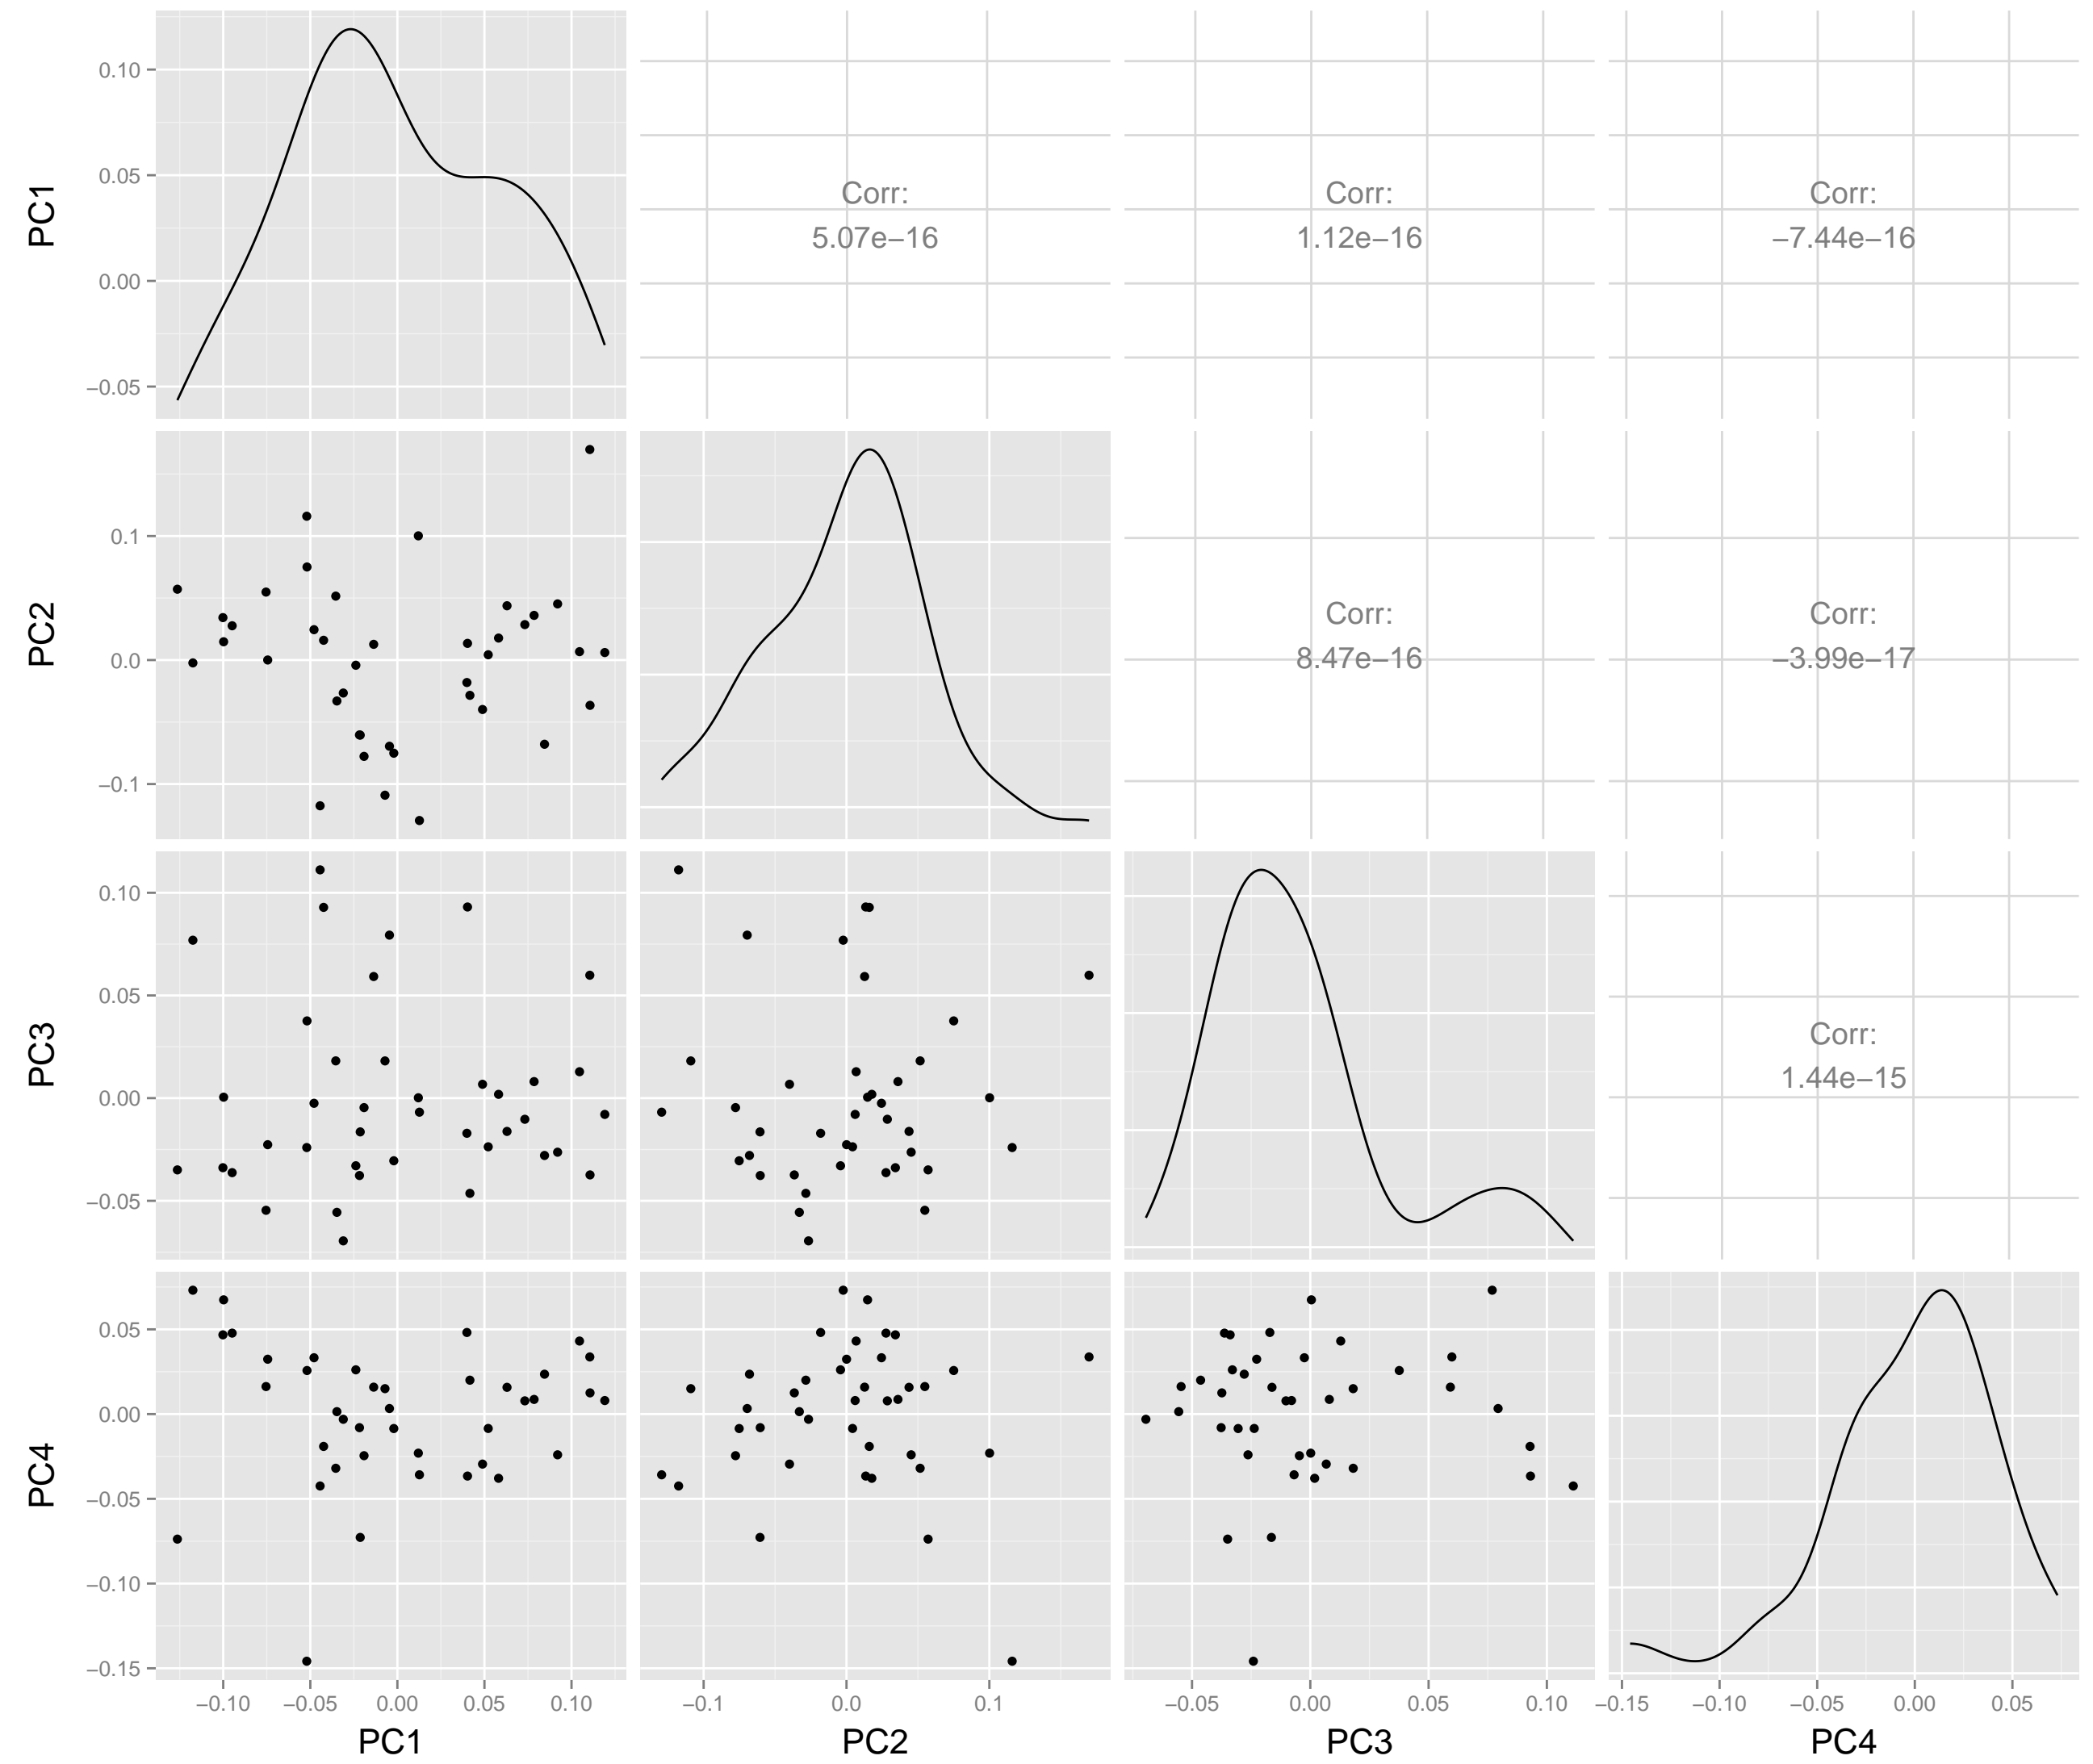 PC1
0.10
0.05
0.00
−0.05
Corr:
5.07e−16
Corr:
1.12e−16
Corr:
−7.44e−16
PC2
0.1
0.0
−0.1
Corr:
8.47e−16
Corr:
−3.99e−17
PC3
0.10
0.05
0.00
−0.05
Corr:
1.44e−15
PC4
0.05
0.00
−0.05
−0.10
−0.15
−0.10 −0.05 0.00 0.05 0.10
−0.1 0.0 0.1
−0.05 0.00 0.05 0.10
−0.15 −0.10 −0.05 0.00 0.05
PC1 PC2 PC3 PC4